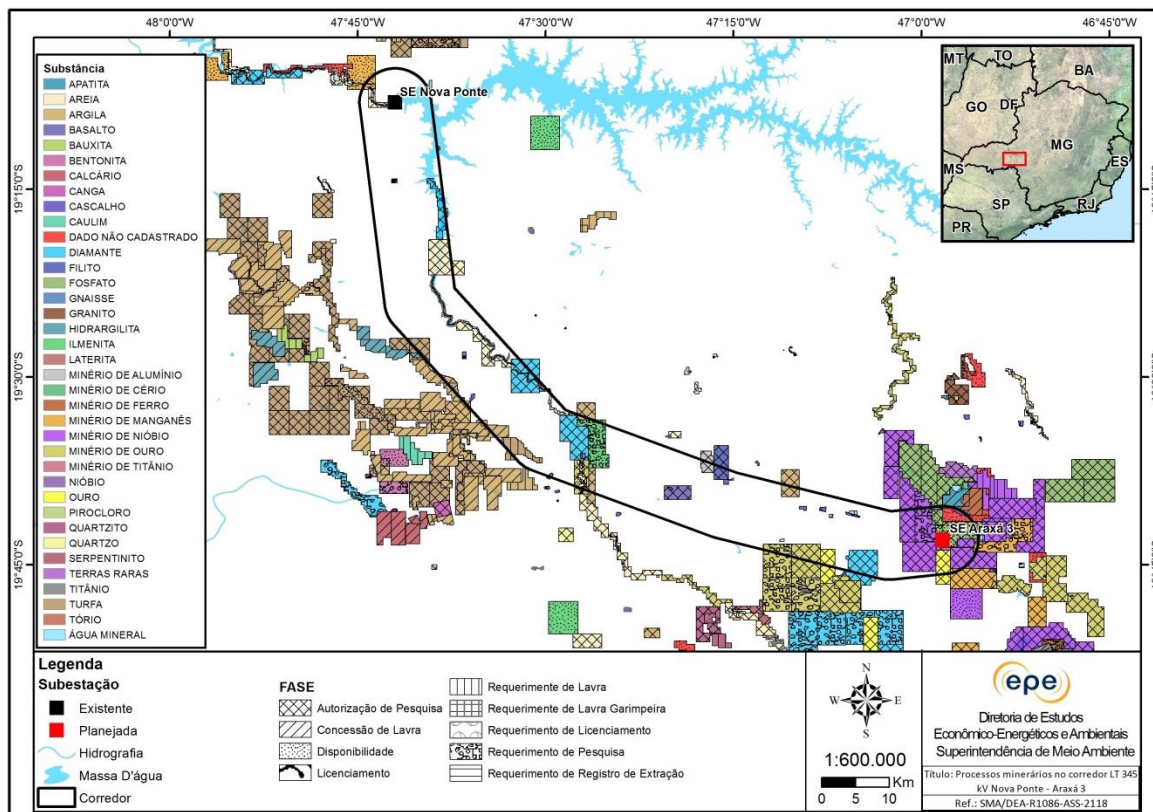 48°0'0"W
47°45'0"W
47°30'0"W
47°15'0"W
47°0'0"W
46°45'0"W
19°15'0"S
19°30'0"S
19°45'0"S
Substância
APATITA
AREIA
ARGILA
BASALTO
BAUXITA
BENTONITA
CALCÁRIO
CANGA
CASCALHO
CAULIM
DADO NÃO CADASTRADO
DIAMANTE
FILITO
FOSFATO
GNAISSE
GRANITO
HIDRARGILITA
ILMENITA
LATERITA
MINÉRIO DE ALUMÍNIO
MINÉRIO DE CÉRIO
MINÉRIO DE FERRO
MINÉRIO DE MANGANÊS
MINÉRIO DE NIÓBIO
MINÉRIO DE OURO
MINÉRIO DE TITÂNIO
NIÓBIO
OURO
PIROCLORO
QUARTZITO
QUARTZO
SERPENTINITO
TERRAS RARAS
TITÂNIO
TURFA
TÓRIO
ÁGUA MINERAL
SE Nova Ponte
SE Araxá 3
MT
TO
BA
GO
DF
MG
ES
MS
SP
RJ
PR
Legenda
Subestação
Existente
Planejada
Hidrografia
Massa D'água
Corredor
FASE
Autorização de Pesquisa
Concessão de Lavra
Disponibilidade
Licenciamento
Requerimente de Lavra
Requerimente de Lavra Garimpeira
Requerimento de Licenciamento
Requerimento de Pesquisa
Requerimento de Registro de Extração
N
W
E
S
1:600.000
Km
0 5 10
epe
Diretoria de Estudos
Econômico-Energéticos e Ambientais
Superintendência de Meio Ambiente
Título: Processos minerários no corredor LT 345
kV Nova Ponte - Araxá 3
Ref.: SMA/DEA-R1086-ASS-2118